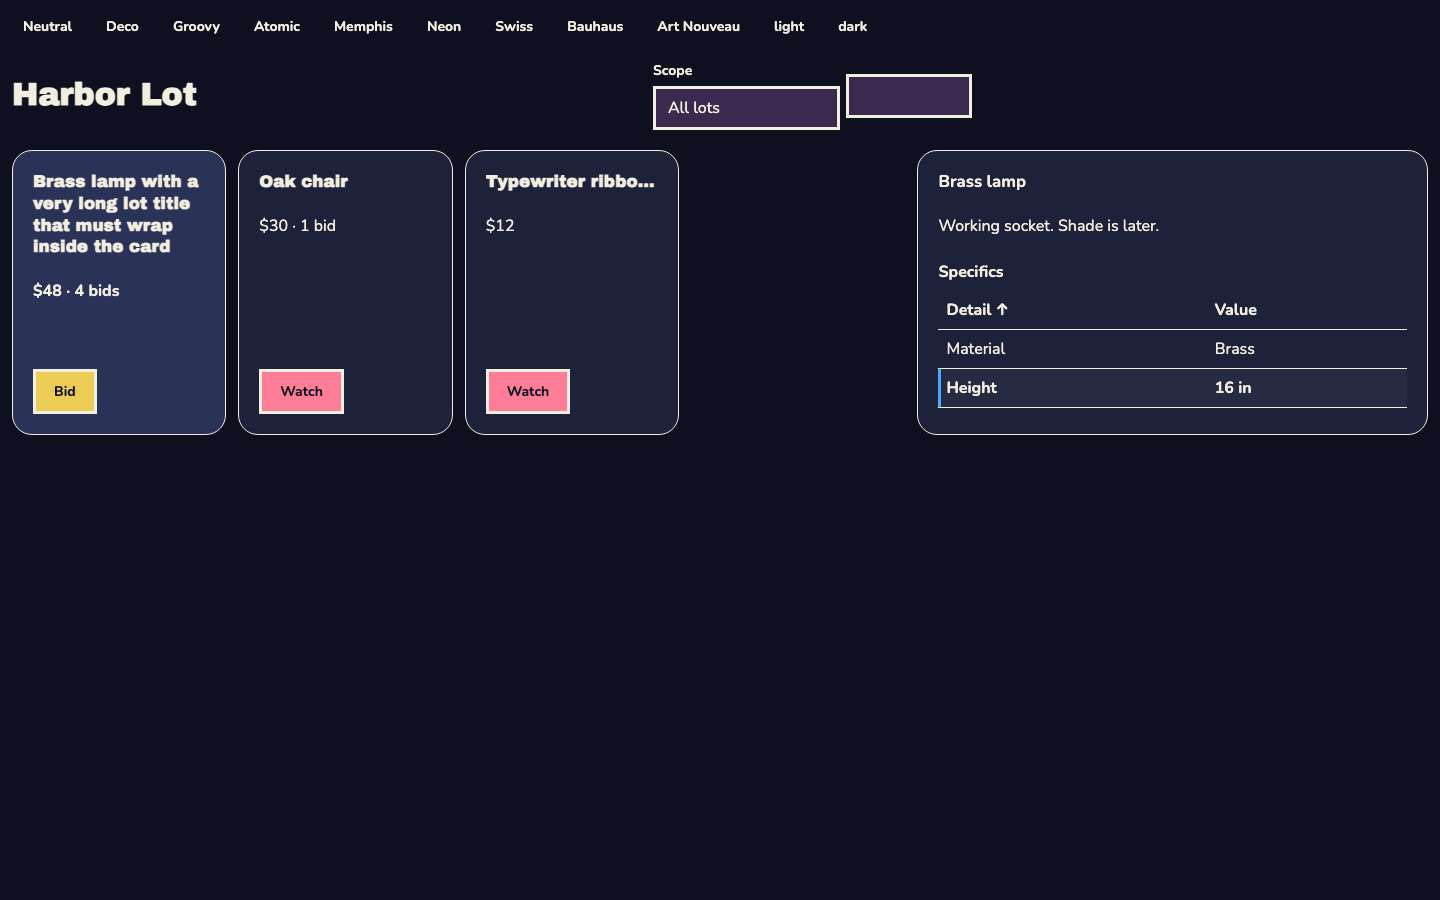 Neutral Deco Groovy Atomic Memphis Neon Swiss Bauhaus Art Nouveau light dark
Harbor Lot
Scope
All lots
Brass lamp with a
very long lot title
that must wrap
inside the card
$48 · 4 bids
Bid
Oak chair
$30 · 1 bid
Watch
Typewriter ribbo...
$12
Watch
Brass lamp
Working socket. Shade is later.
Specifics
Detail ↑ Value
Material Brass
Height 16 in